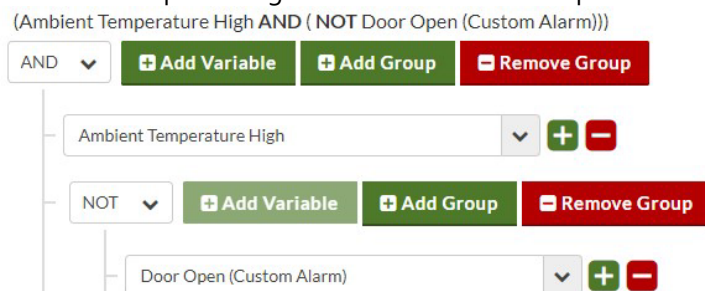 (Ambient Temperature High AND ( NOT Door Open (Custom Alarm)))
AND Add Variable Add Group Remove Group
Ambient Temperature High
NOT Add Variable Add Group Remove Group
Door Open (Custom Alarm)